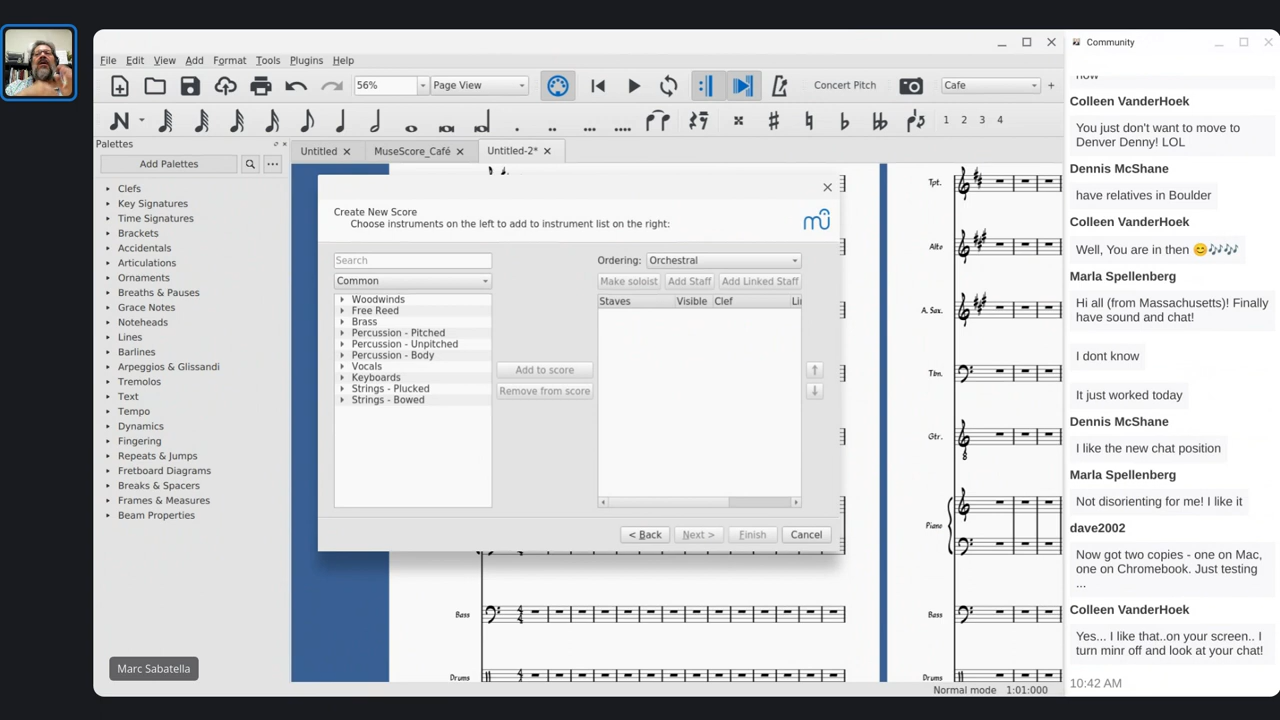 File Edit View Add Format Tools Plugins Help
56% Page View Concert Pitch Cafe +
1 2 3 4
Palettes
Add Palettes
Clefs
Key Signatures
Time Signatures
Brackets
Accidentals
Articulations
Ornaments
Breaths & Pauses
Grace Notes
Noteheads
Lines
Barlines
Arpeggios & Glissandi
Tremolos
Text
Tempo
Dynamics
Fingering
Repeats & Jumps
Fretboard Diagrams
Breaks & Spacers
Frames & Measures
Beam Properties
Marc Sabatella
Untitled MuseScore_Café Untitled-2*
Create New Score
Choose instruments on the left to add to instrument list on the right:
Search
Common
Woodwinds
Free Reed
Brass
Percussion - Pitched
Percussion - Unpitched
Percussion - Body
Vocals
Keyboards
Strings - Plucked
Strings - Bowed
Add to score
Remove from score
Ordering: Orchestral
Make soloist Add Staff Add Linked Staff
Staves Visible Clef
< Back Next > Finish Cancel
Bass
Drums
Tpt.
Alto
A. Sax.
Tbn.
Gtr.
Piano
Bass
Drums
Normal mode 1:01:000
Community
now
Colleen VanderHoek
You just don't want to move to
Denver Denny! LOL
Dennis McShane
have relatives in Boulder
Colleen VanderHoek
Well, You are in then 😊🎶🎶
Marla Spellenberg
Hi all (from Massachusetts)! Finally
have sound and chat!
I dont know
It just worked today
Dennis McShane
I like the new chat position
Marla Spellenberg
Not disorienting for me! I like it
dave2002
Now got two copies - one on Mac,
one on Chromebook. Just testing
...
Colleen VanderHoek
Yes... I like that..on your screen.. I
turn minr off and look at your chat!
10:42 AM